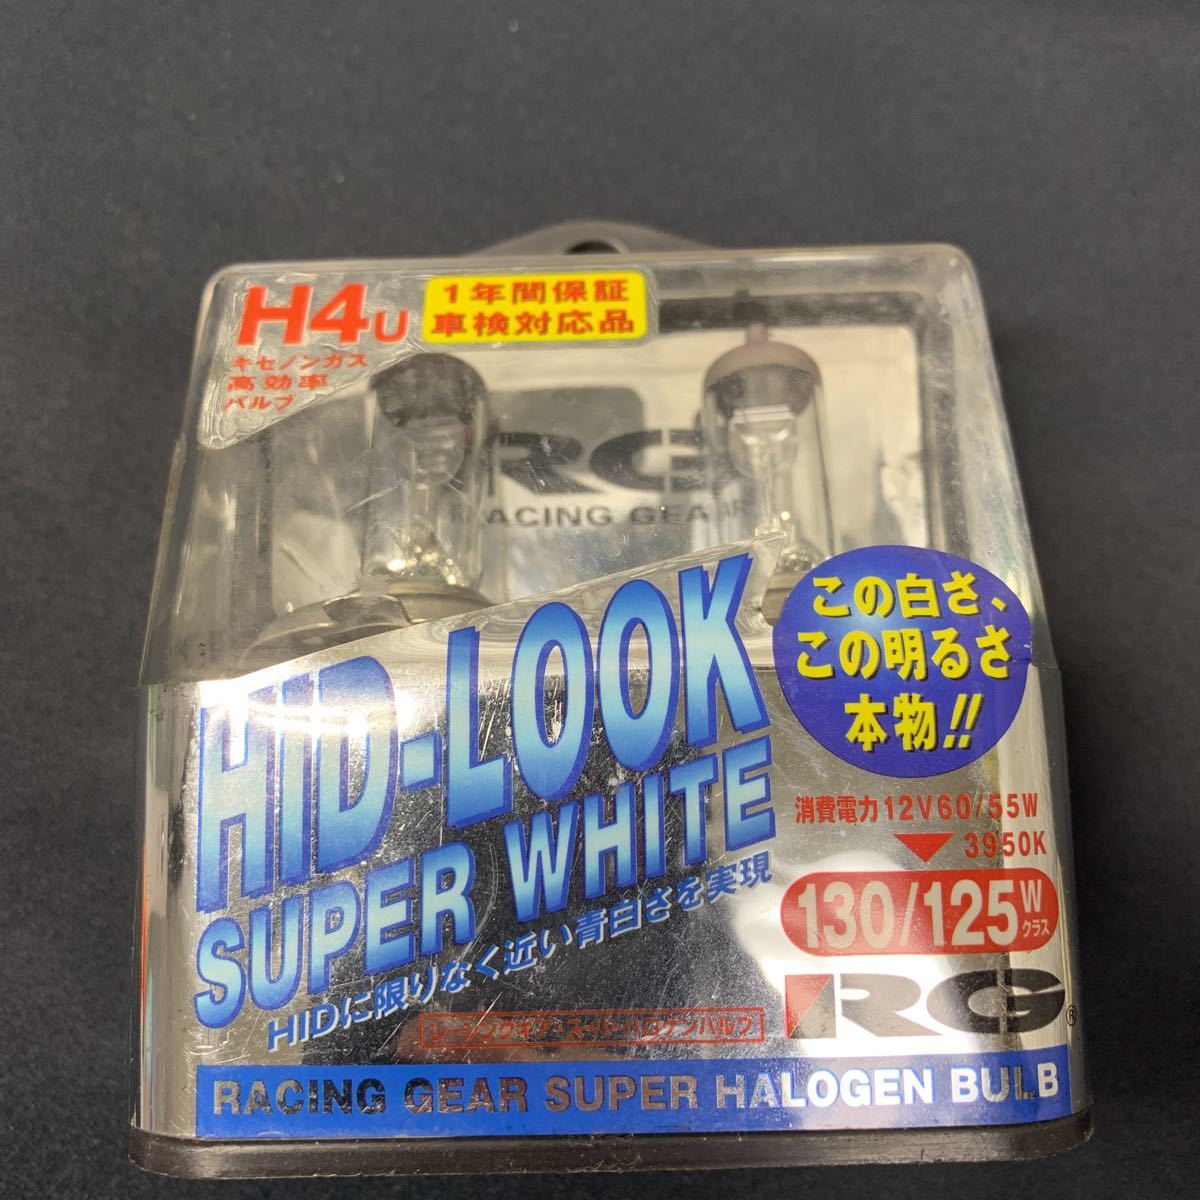 H4U
キセノンガス
高効率
バルブ
1年間保証
車検対応品
RG
RACING GEAR
この白さ、
この明るさ
本物!!
HID-LOOK
SUPER WHITE
HIDに限りなく近い青白さを実現
消費電力12V60/55W
3950K
130/125Wクラス
レーシングギア・スーパーハロゲンバルブ
RG®
RACING GEAR SUPER HALOGEN BULB